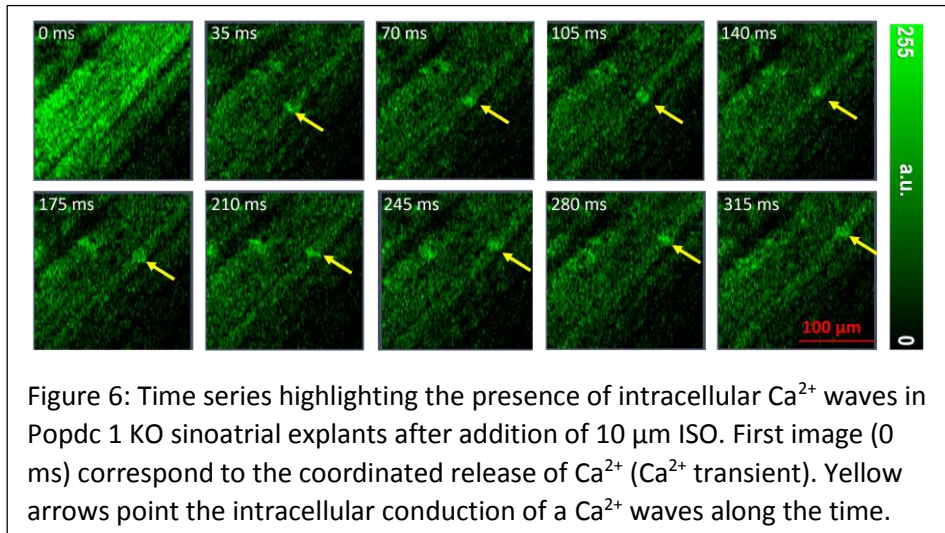 0 ms
35 ms
70 ms
105 ms
140 ms
175 ms
210 ms
245 ms
280 ms
315 ms
100 µm
255
a.u.
0
Figure 6: Time series highlighting the presence of intracellular Ca²⁺ waves in
Popdc 1 KO sinoatrial explants after addition of 10 µm ISO. First image (0
ms) correspond to the coordinated release of Ca²⁺ (Ca²⁺ transient). Yellow
arrows point the intracellular conduction of a Ca²⁺ waves along the time.